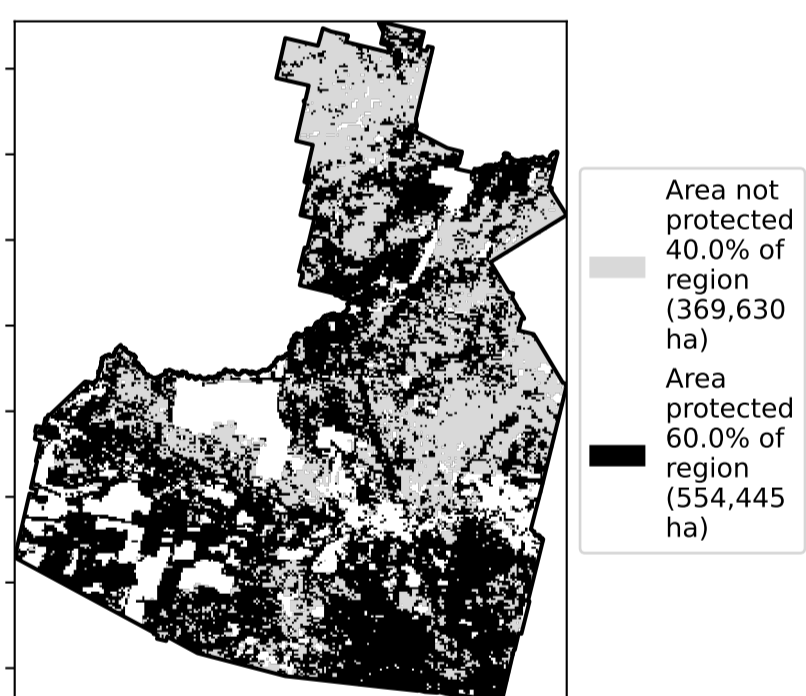 Area not
protected
40.0% of
region
(369,630
ha)
Area
protected
60.0% of
region
(554,445
ha)